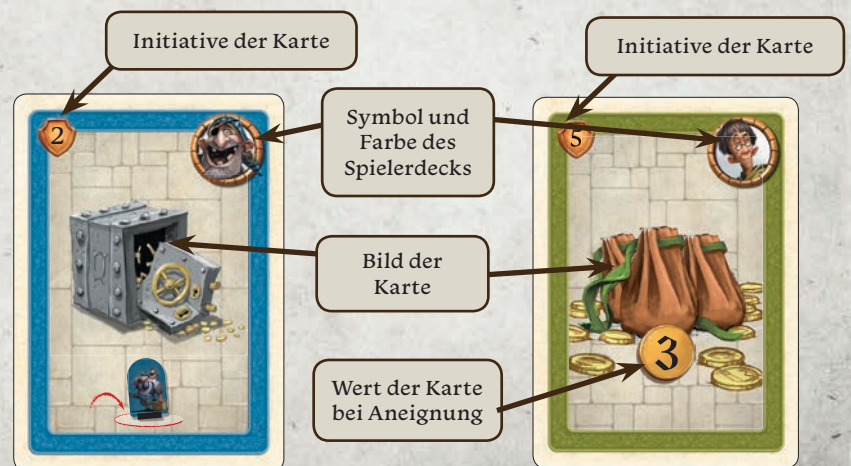 Initiative der Karte
Initiative der Karte
2
Symbol und
Farbe des
Spielerdecks
5
Bild der
Karte
3
Wert der Karte
bei Aneignung